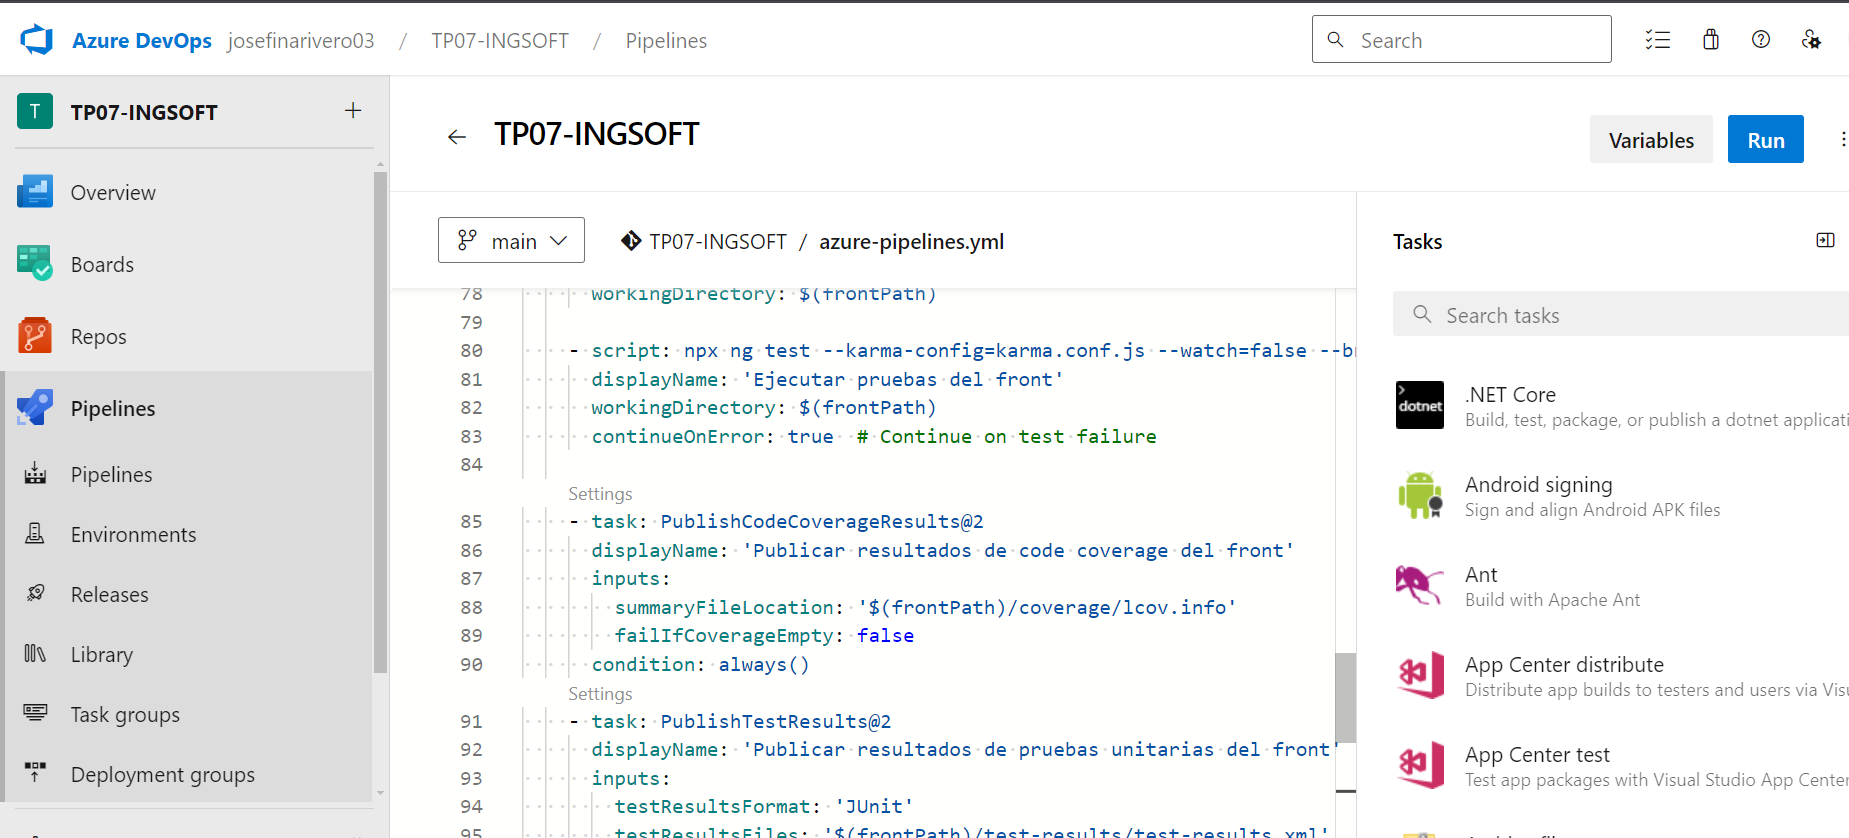 Azure DevOps josefinarivero03 / TP07-INGSOFT / Pipelines
Search
T TP07-INGSOFT +
Overview
Boards
Repos
Pipelines
Pipelines
Environments
Releases
Library
Task groups
Deployment groups
TP07-INGSOFT
Variables
Run
main
TP07-INGSOFT / azure-pipelines.yml
78 workingDirectory: $(frontPath)
79
80 - script: npx ng test --karma-config=karma.conf.js --watch=false --br
81 displayName: 'Ejecutar pruebas del front'
82 workingDirectory: $(frontPath)
83 continueOnError: true # Continue on test failure
84
Settings
85 - task: PublishCodeCoverageResults@2
86 displayName: 'Publicar resultados de code coverage del front'
87 inputs:
88 summaryFileLocation: '$(frontPath)/coverage/lcov.info'
89 failIfCoverageEmpty: false
90 condition: always()
Settings
91 - task: PublishTestResults@2
92 displayName: 'Publicar resultados de pruebas unitarias del front'
93 inputs:
94 testResultsFormat: 'JUnit'
95 testResultsFiles: '$(frontPath)/test-results/test-results.xml'
Tasks
Search tasks
dotnet
.NET Core
Build, test, package, or publish a dotnet applicati
Android signing
Sign and align Android APK files
Ant
Build with Apache Ant
App Center distribute
Distribute app builds to testers and users via Visu
App Center test
Test app packages with Visual Studio App Center